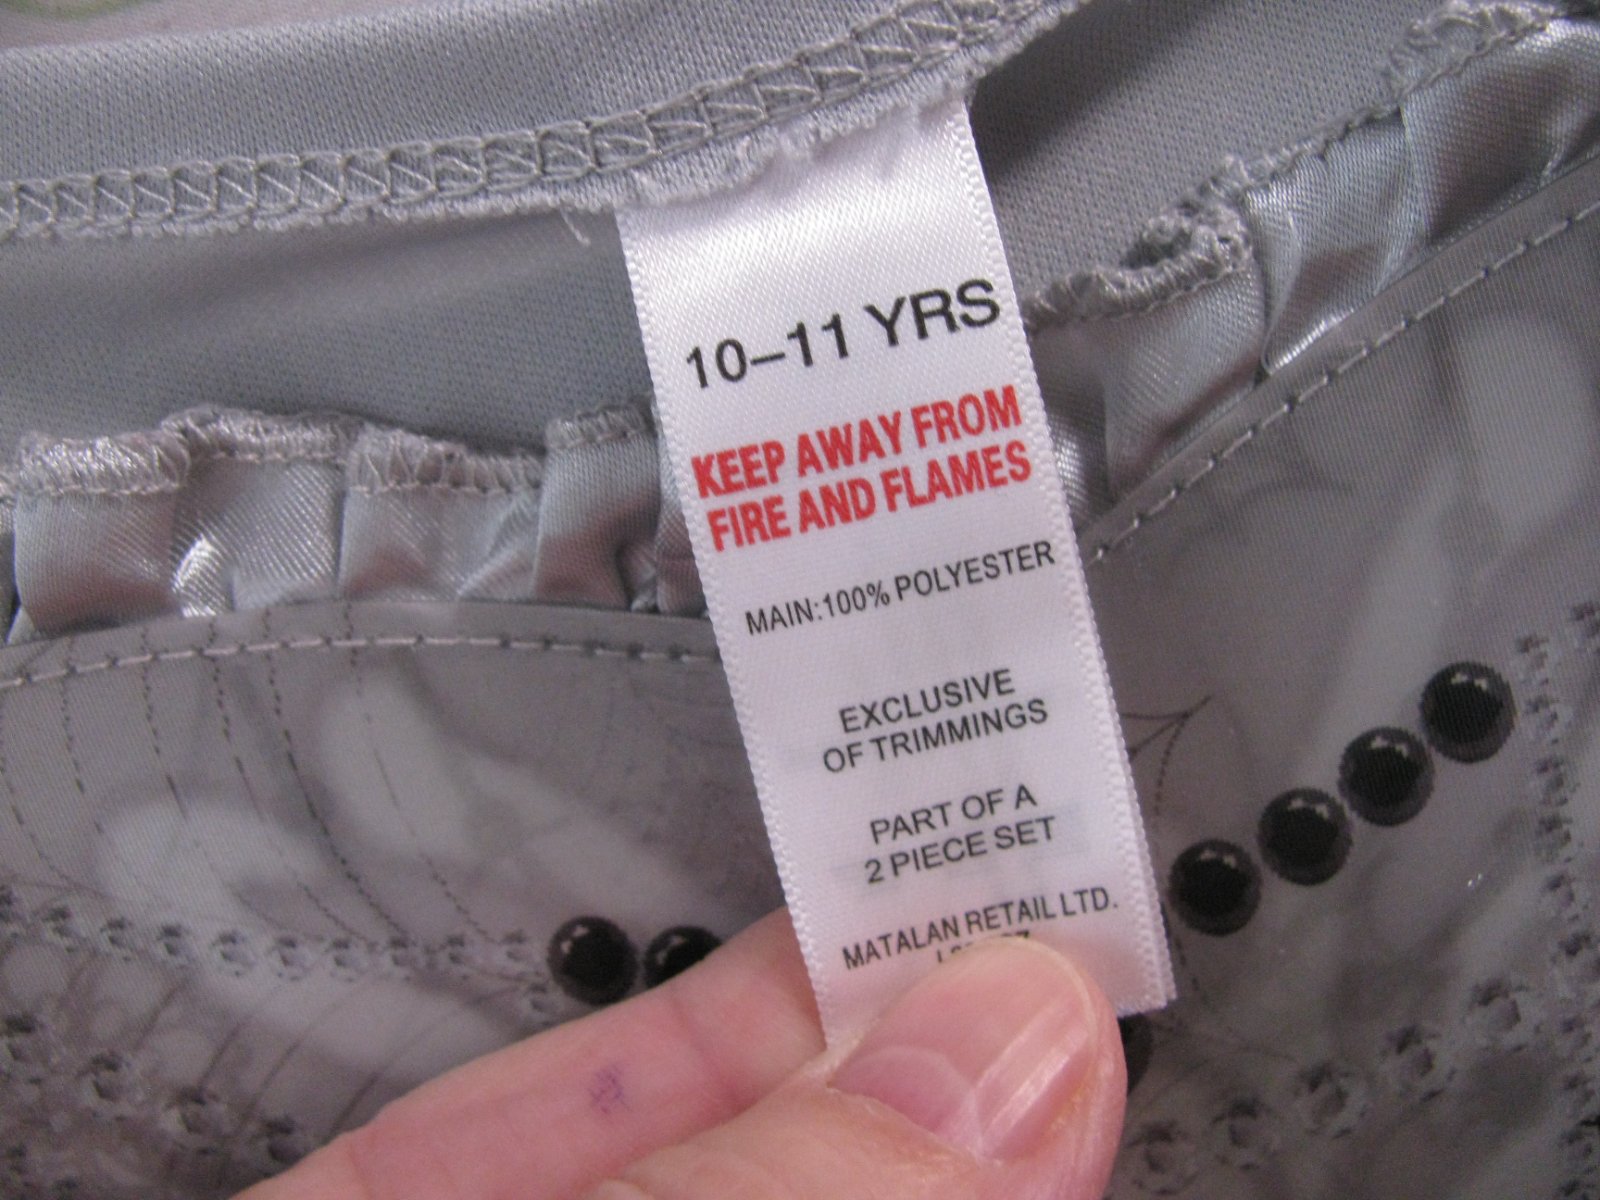 10–11 YRS
KEEP AWAY FROM
FIRE AND FLAMES
MAIN:100% POLYESTER
EXCLUSIVE
OF TRIMMINGS
PART OF A
2 PIECE SET
MATALAN RETAIL LTD.